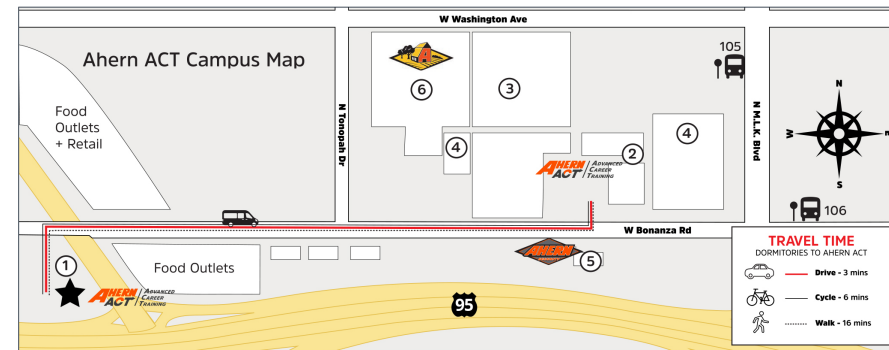 W Washington Ave
Ahern ACT Campus Map
105
A
6
3
Food
Outlets
+ Retail
N Tonopah Dr
N M.L.K. Blvd
N
W
E
S
4
4
2
AHERN
ACT
ADVANCED
CAREER
TRAINING
106
W Bonanza Rd
1
Food Outlets
AHERN
5
AHERN
ACT
ADVANCED
CAREER
TRAINING
95
TRAVEL TIME
DORMITORIES TO AHERN ACT
Drive - 3 mins
Cycle - 6 mins
Walk - 16 mins